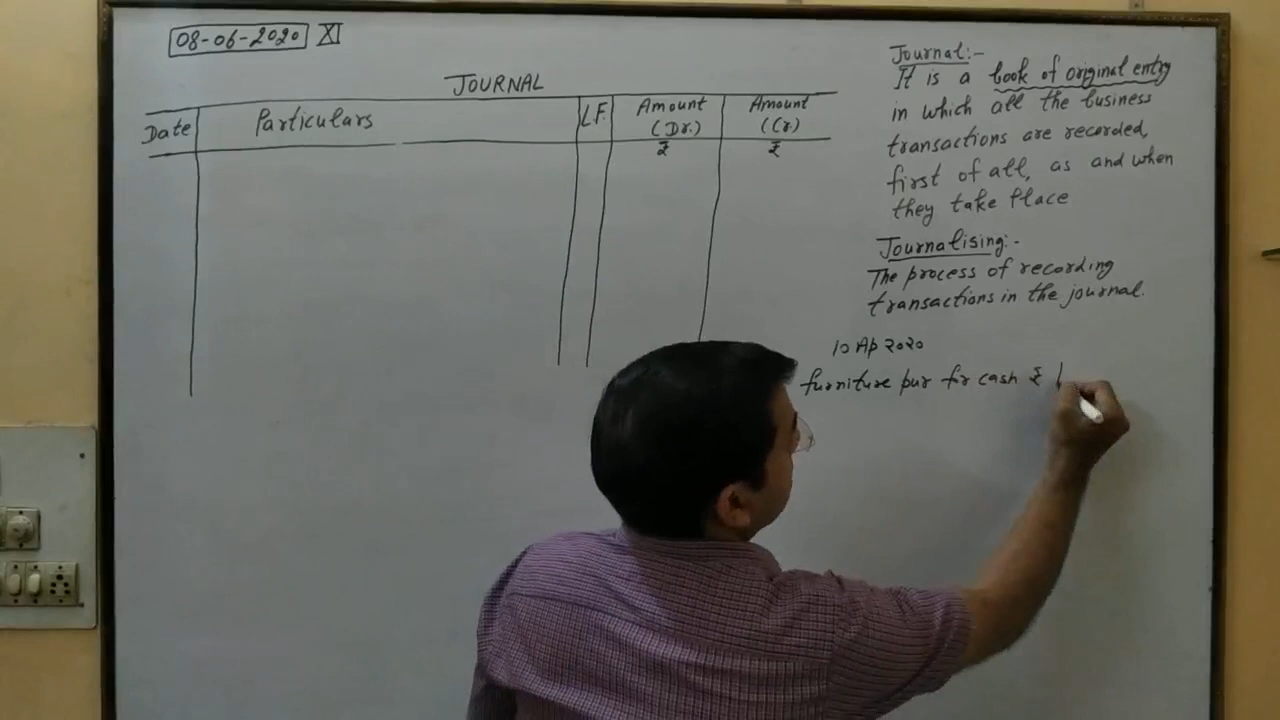 08-06-2020 XI
JOURNAL
Date Particulars L.F. Amount (Dr.) Amount (Cr.)
₹ ₹
Journal:-
It is a book of original entry
in which all the business
transactions are recorded,
first of all, as and when
they take Place
Journalising:-
The process of recording
transactions in the journal.
10 Ap 2020
furniture pur for cash ₹